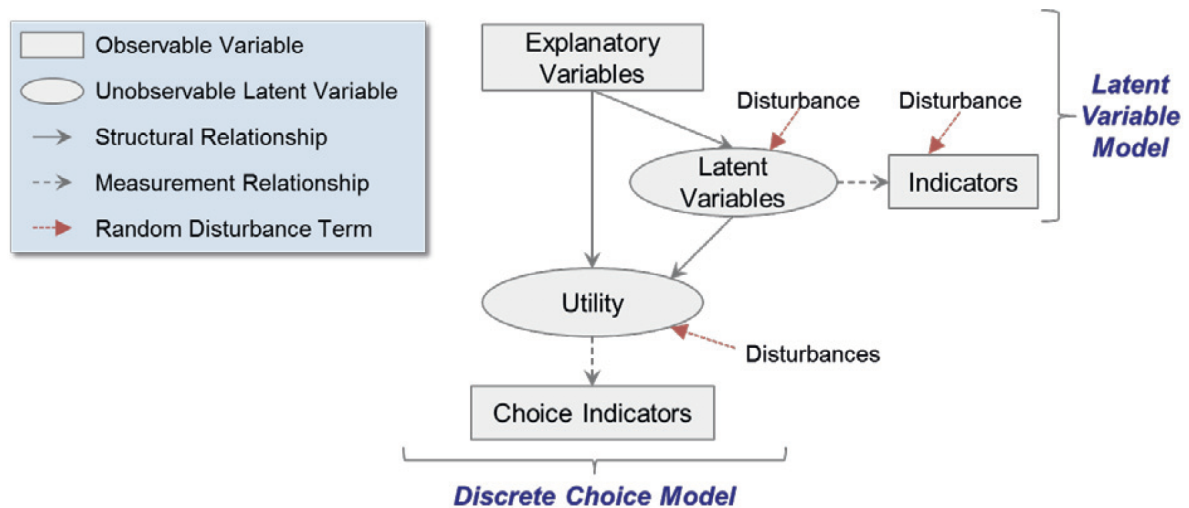 Observable Variable
Unobservable Latent Variable
Structural Relationship
Measurement Relationship
Random Disturbance Term
Explanatory
Variables
Disturbance
Disturbance
Latent
Variables
Indicators
Latent
Variable
Model
Utility
Disturbances
Choice Indicators
Discrete Choice Model